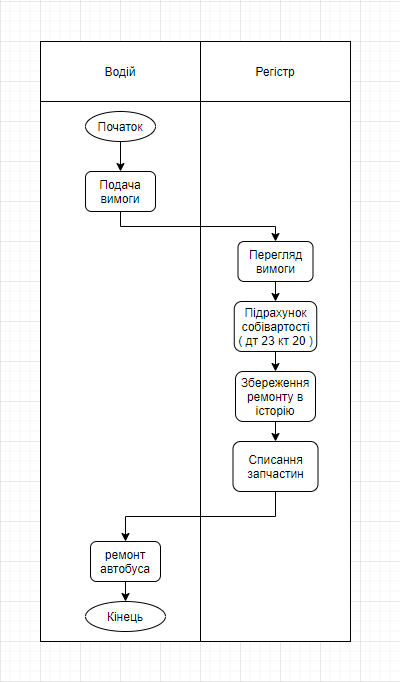 Водій
Регістр
Початок
Подача
вимоги
Перегляд
вимоги
Підрахунок
собівартості
( дт 23 кт 20 )
Збереження
ремонту в
історію
Списання
запчастин
ремонт
автобуса
Кінець